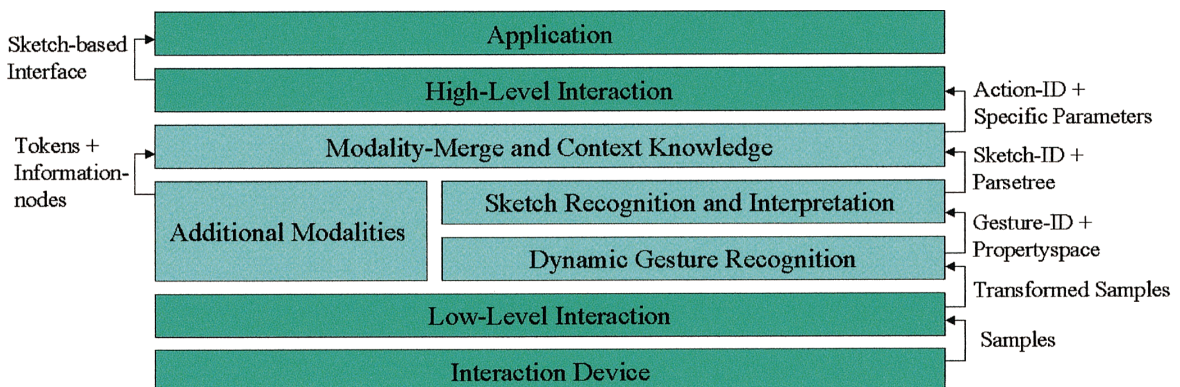 Application
Sketch-based
Interface
High-Level Interaction
Action-ID +
Specific Parameters
Modality-Merge and Context Knowledge
Tokens +
Information-
nodes
Sketch-ID +
Parsetree
Additional Modalities
Sketch Recognition and Interpretation
Gesture-ID +
Propertyspace
Dynamic Gesture Recognition
Transformed Samples
Low-Level Interaction
Samples
Interaction Device